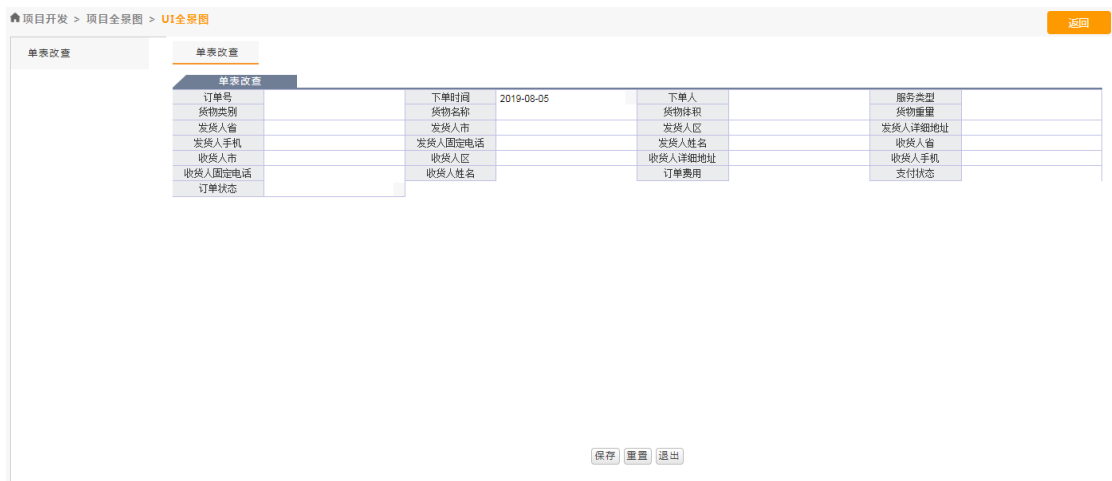 项目开发 > 项目全景图 > UI全景图
返回
单表改查
单表改查
单表改查
订单号 下单时间 2019-08-05 下单人 服务类型
货物类别 货物名称 货物体积 货物重量
发货人省 发货人市 发货人区 发货人详细地址
发货人手机 发货人固定电话 发货人姓名 收货人省
收货人市 收货人区 收货人详细地址 收货人手机
收货人固定电话 收货人姓名 订单费用 支付状态
订单状态
保存 重置 退出